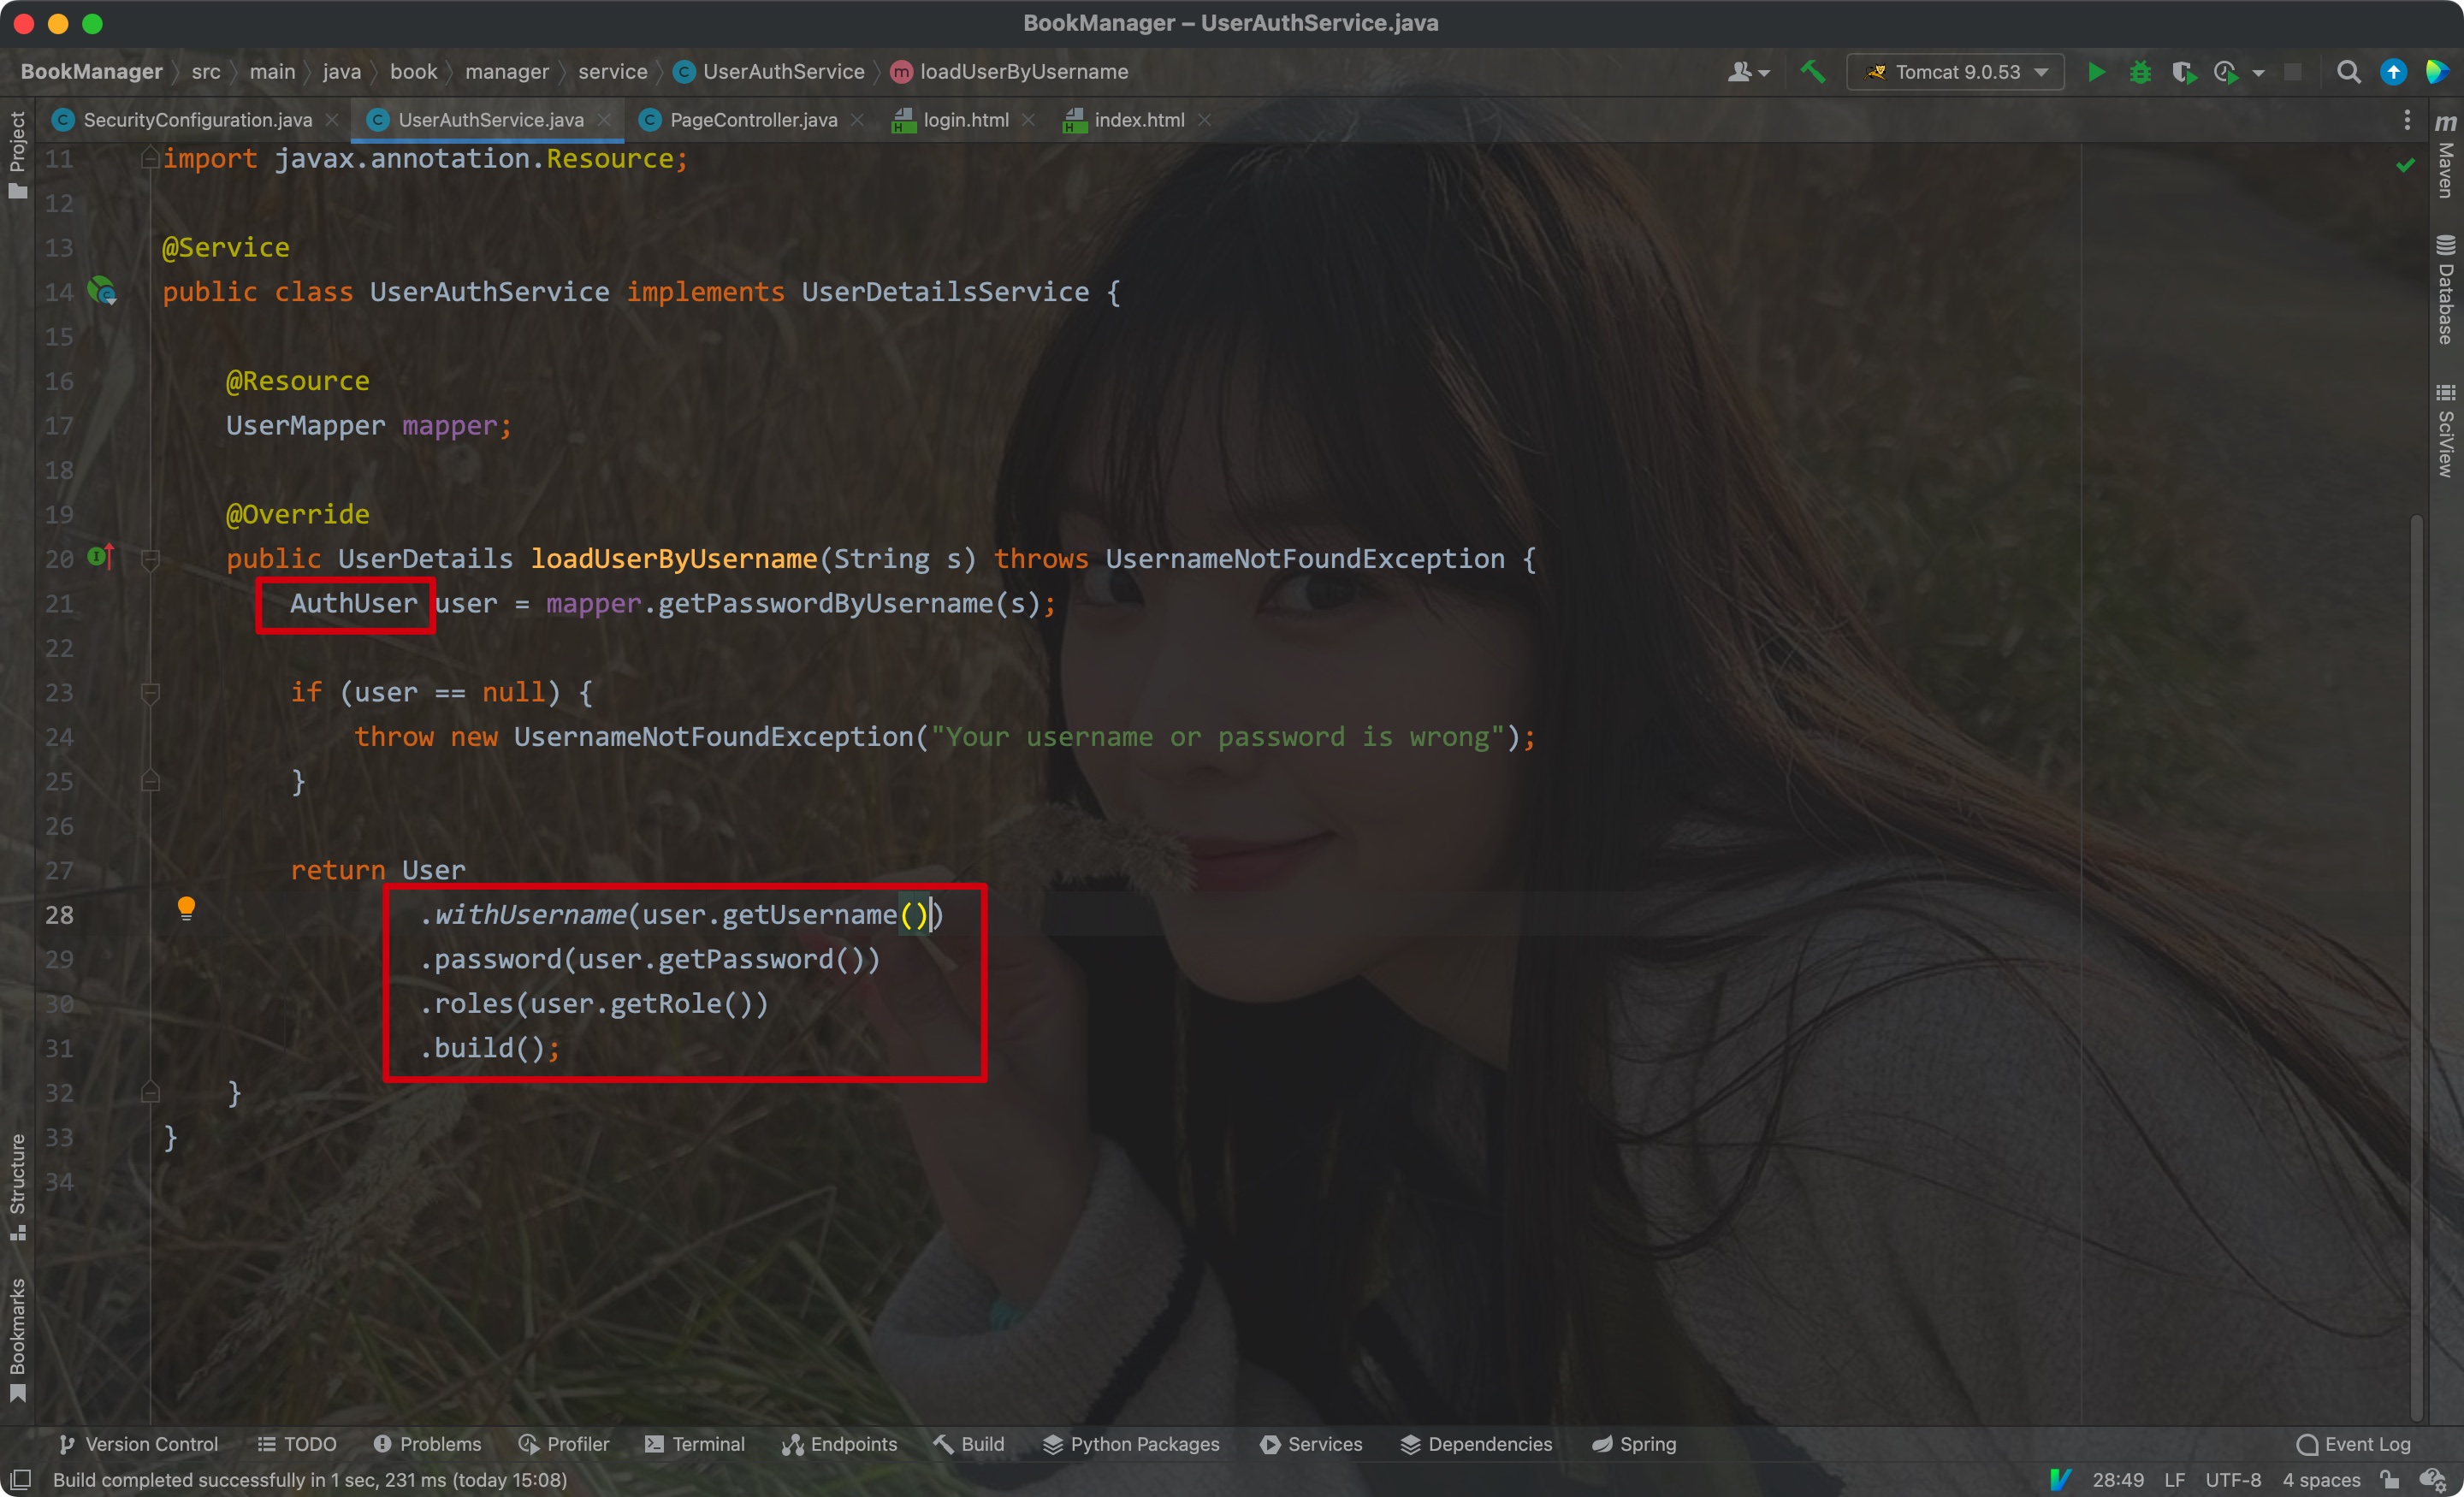 BookManager – UserAuthService.java
BookManager src main java book manager service UserAuthService loadUserByUsername Tomcat 9.0.53
SecurityConfiguration.java UserAuthService.java PageController.java login.html index.html
Project
Structure
Bookmarks
11 import javax.annotation.Resource;
12
13 @Service
14 public class UserAuthService implements UserDetailsService {
15
16 @Resource
17 UserMapper mapper;
18
19 @Override
20 public UserDetails loadUserByUsername(String s) throws UsernameNotFoundException {
21 AuthUser user = mapper.getPasswordByUsername(s);
22
23 if (user == null) {
24 throw new UsernameNotFoundException("Your username or password is wrong");
25 }
26
27 return User
28 .withUsername(user.getUsername())
29 .password(user.getPassword())
30 .roles(user.getRole())
31 .build();
32 }
33 }
34
Maven
Database
SciView
Version Control TODO Problems Profiler Terminal Endpoints Build Python Packages Services Dependencies Spring Event Log
Build completed successfully in 1 sec, 231 ms (today 15:08) 28:49 LF UTF-8 4 spaces